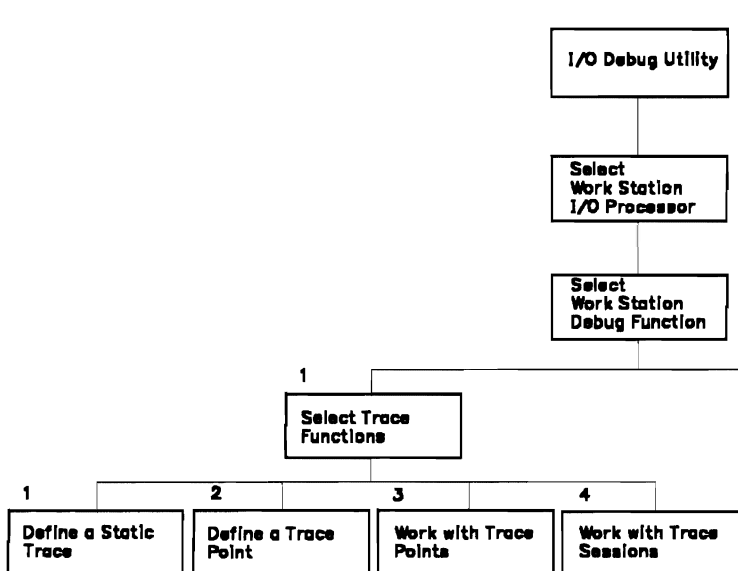 I/O Debug Utility
Select
Work Station
I/O Processor
Select
Work Station
Debug Function
1
Select Trace
Functions
1
2
3
4
Define a Static
Trace
Define a Trace
Point
Work with Trace
Points
Work with Trace
Sessions